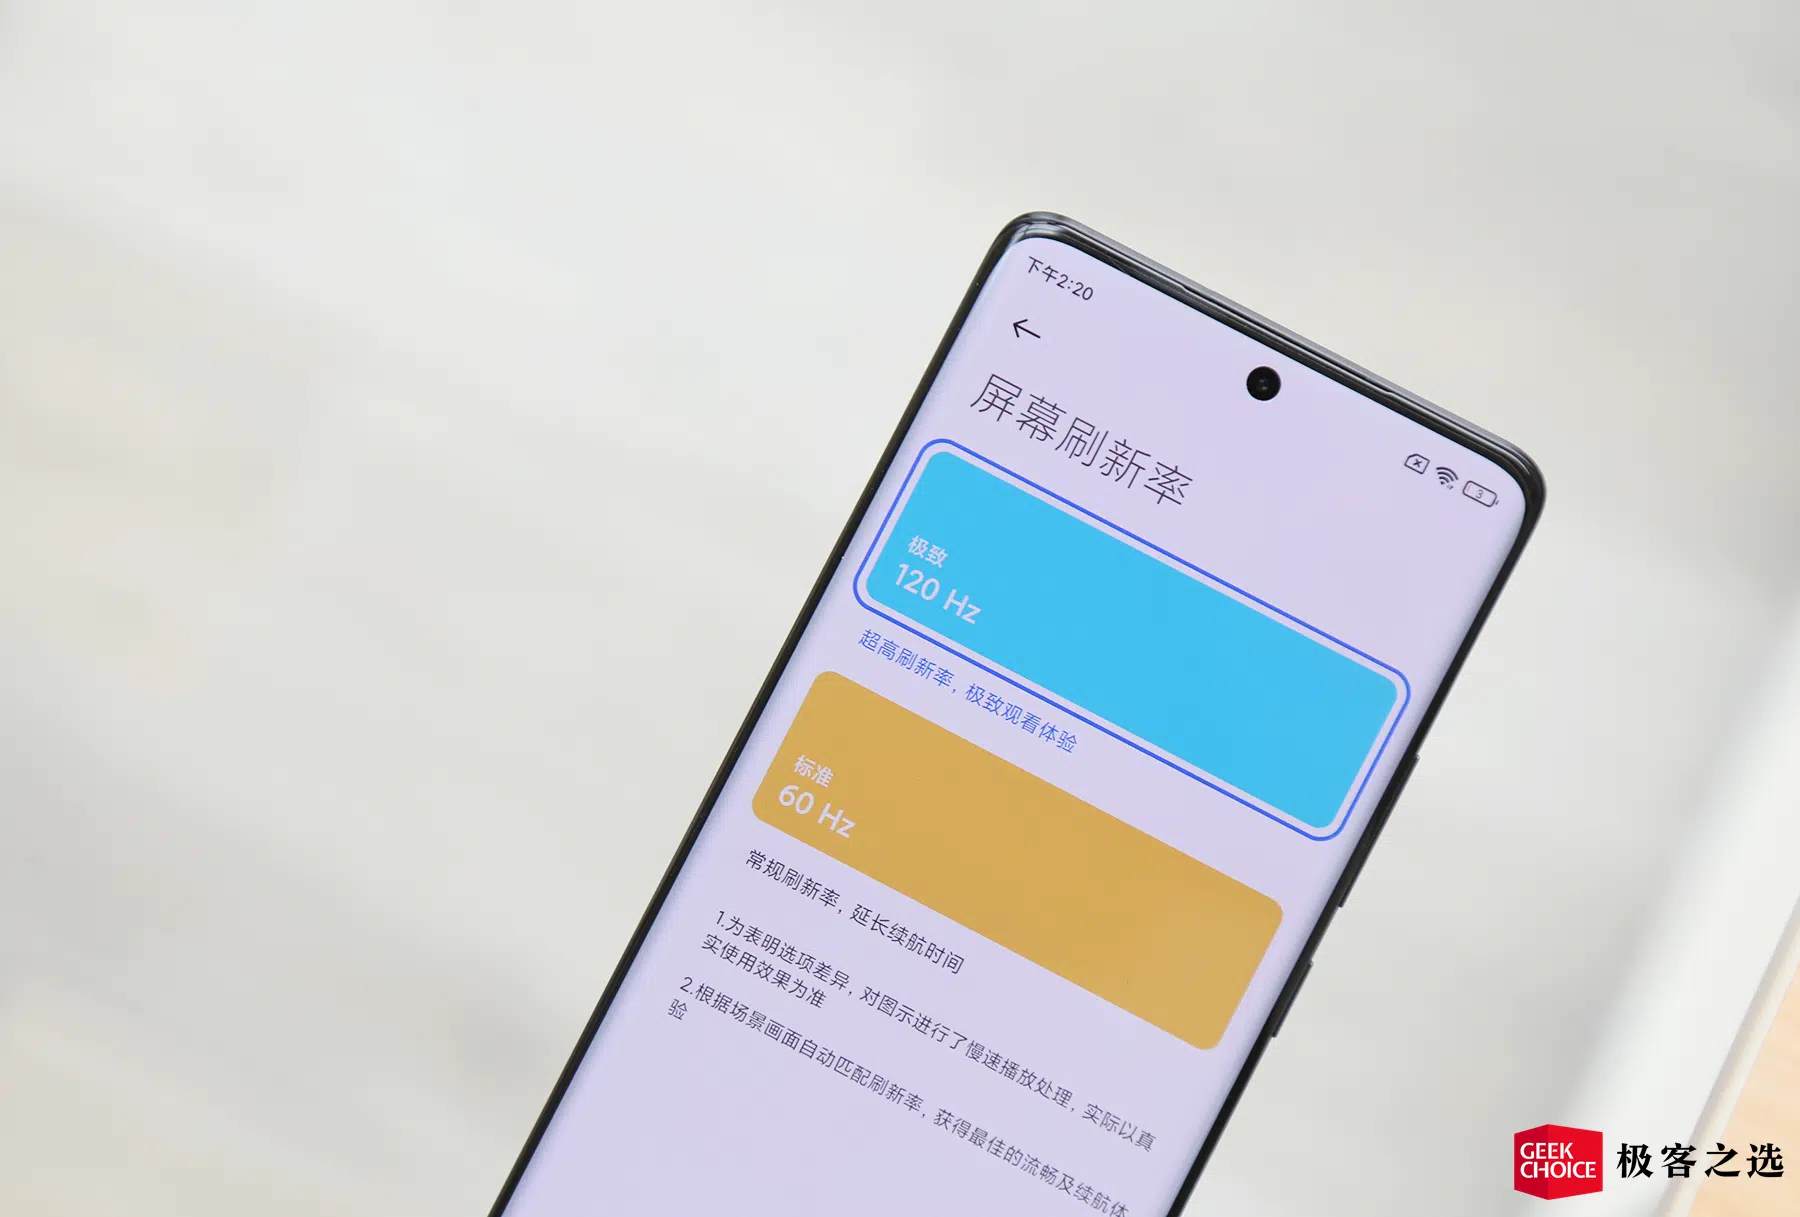 下午2:20
3
屏幕刷新率
极致
120 Hz
超高刷新率，极致观看体验
标准
60 Hz
常规刷新率，延长续航时间
1.为表明选项差异，对图示进行了慢速播放处理，实际以真
实使用效果为准
2.根据场景画面自动匹配刷新率，获得最佳的流畅及续航体
验
GEEK
CHOICE
极客之选